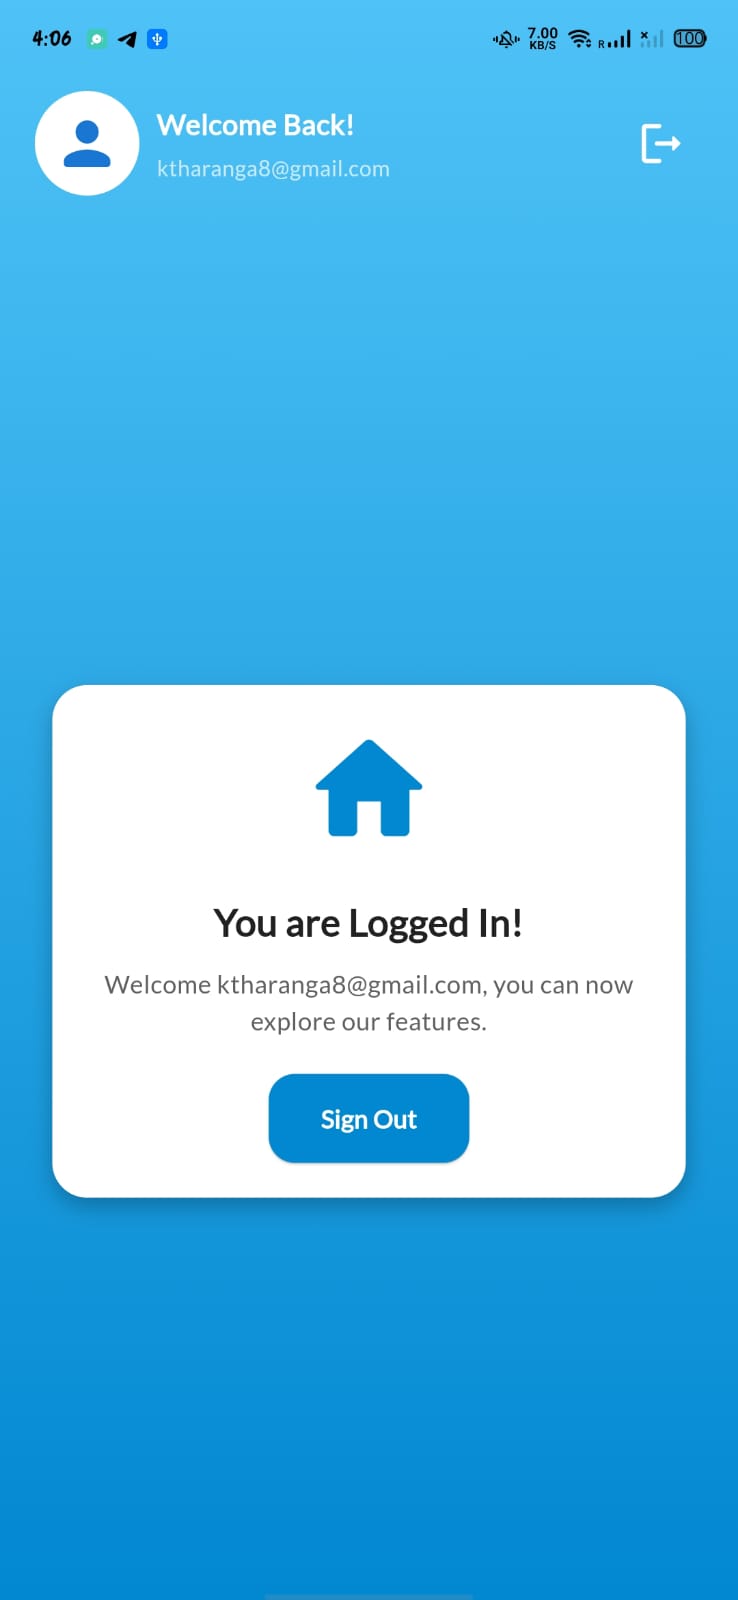 4:06
7.00
KB/S
R
100
Welcome Back!
ktharanga8@gmail.com
You are Logged In!
Welcome ktharanga8@gmail.com, you can now
explore our features.
Sign Out